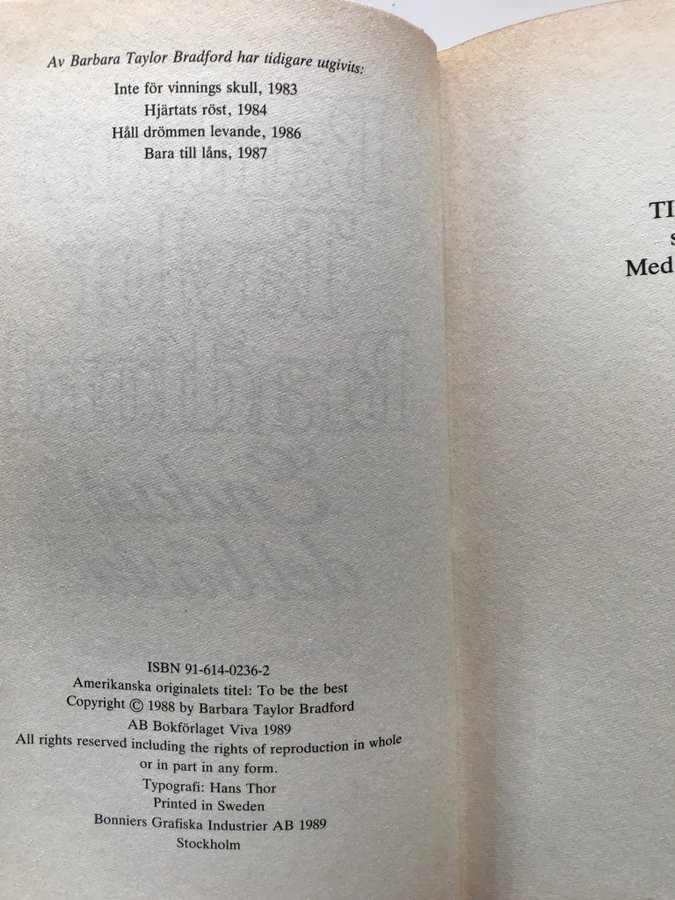 Av Barbara Taylor Bradford har tidigare utgivits:
Inte för vinnings skull, 1983
Hjärtats röst, 1984
Håll drömmen levande, 1986
Bara till låns, 1987
ISBN 91-614-0236-2
Amerikanska originalets titel: To be the best
Copyright © 1988 by Barbara Taylor Bradford
AB Bokförlaget Viva 1989
All rights reserved including the rights of reproduction in whole
or in part in any form.
Typografi: Hans Thor
Printed in Sweden
Bonniers Grafiska Industrier AB 1989
Stockholm
TI
s
Med